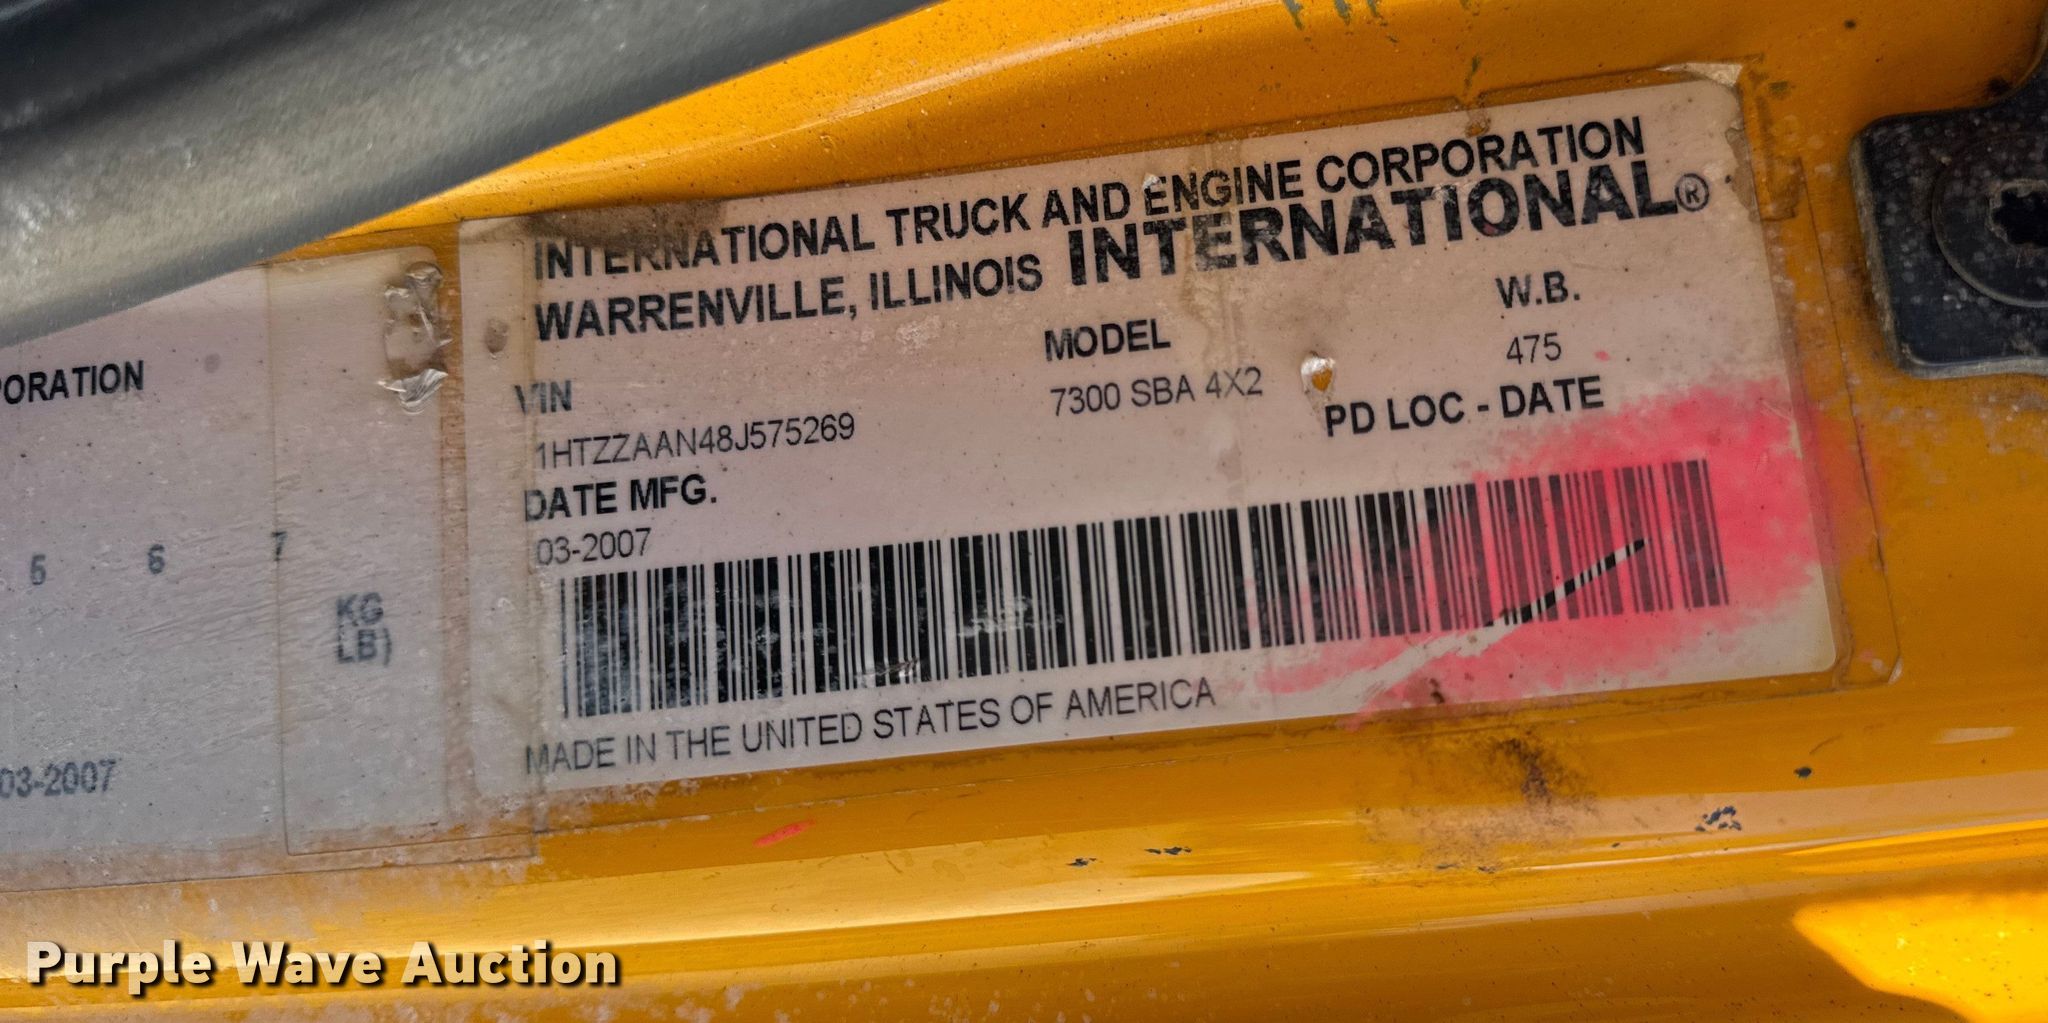 INTERNATIONAL TRUCK AND ENGINE CORPORATION
WARRENVILLE, ILLINOIS INTERNATIONAL®
W.B.
MODEL
475
VIN
7300 SBA 4X2
PD LOC - DATE
1HTZZAAN48J575269
DATE MFG.
03-2007
MADE IN THE UNITED STATES OF AMERICA
PORATION
5 6 7
KG
LB)
03-2007
Purple Wave Auction